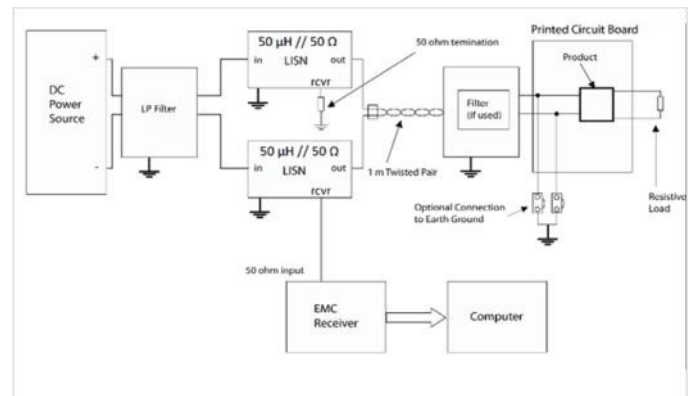 Printed Circuit Board
50 µH // 50 Ω
in
LISN
out
rcvr
50 ohm temination
Product
+
DC
Power
Source
-
LP Filter
Filter
(if used)
50 µH // 50 Ω
in
LISN
out
rcvr
1 m Twisted Pair
Optional Connection
to Earth Ground
Resistive
Load
50 ohm input
EMC
Receiver
Computer